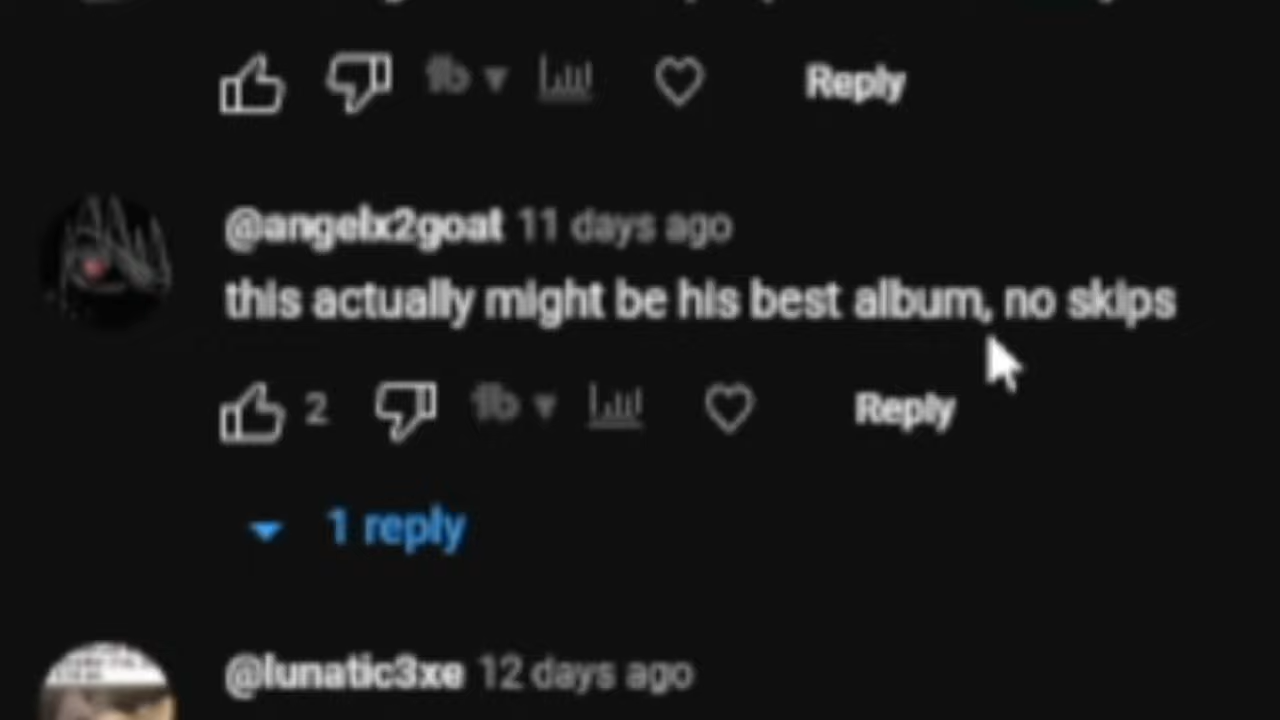 Reply
@angelx2goat 11 days ago
this actually might be his best album, no skips
2
Reply
1 reply
@lunatic3xe 12 days ago